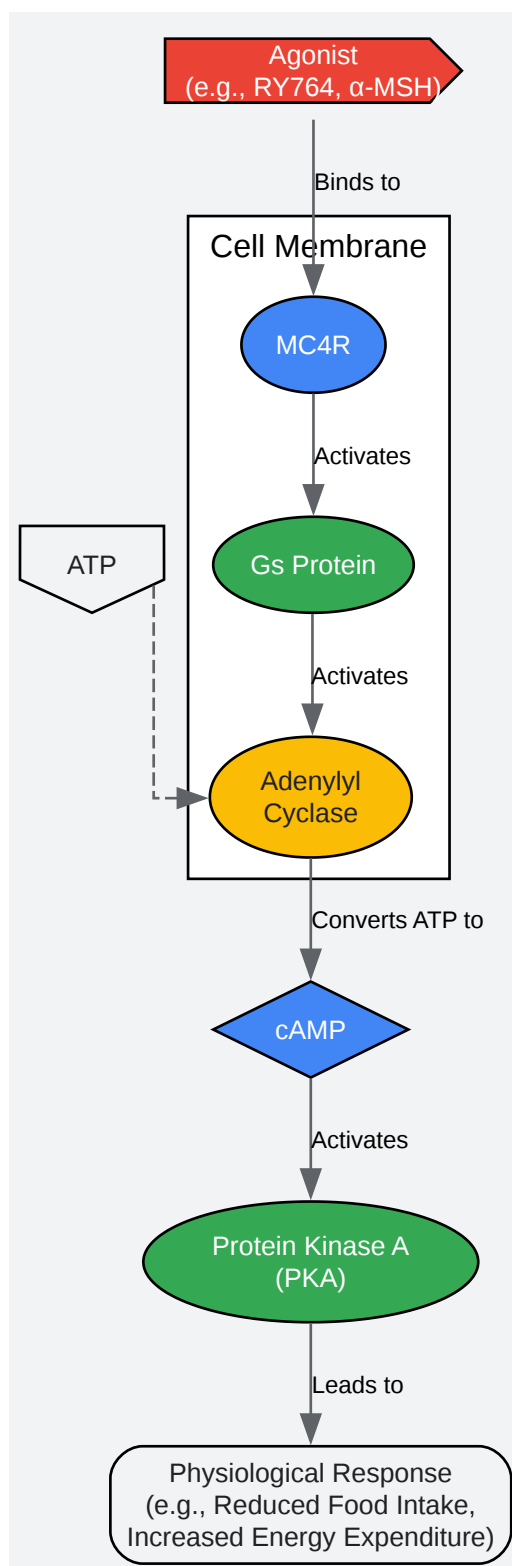 Agonist
(e.g., RY764, α-MSH)
Binds to
Cell Membrane
MC4R
Activates
ATP
Gs Protein
Activates
Adenylyl
Cyclase
Converts ATP to
cAMP
Activates
Protein Kinase A
(PKA)
Leads to
Physiological Response
(e.g., Reduced Food Intake,
Increased Energy Expenditure)